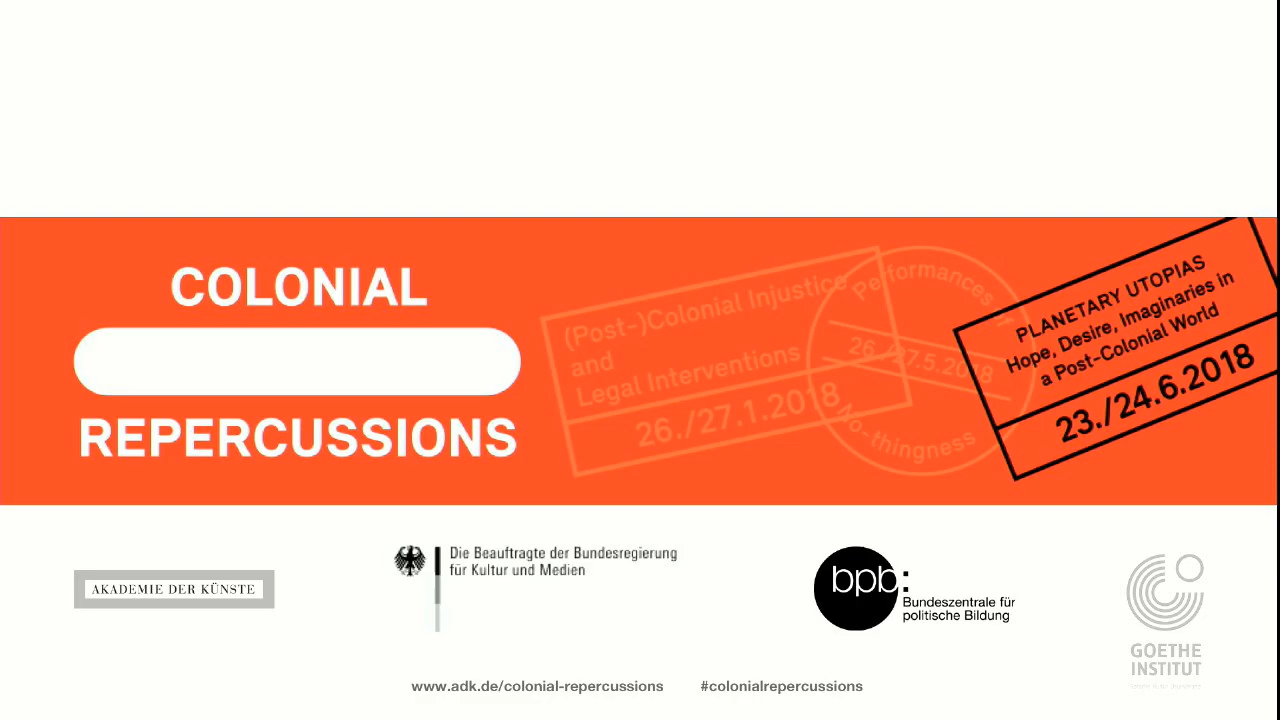 COLONIAL
REPERCUSSIONS
(Post-)Colonial Injustice
and
Legal Interventions
26./27.1.2018
Performances of
26./27.5.2018
No-thingness
PLANETARY UTOPIAS
Hope, Desire, Imaginaries in
a Post-Colonial World
23./24.6.2018
AKADEMIE DER KÜNSTE
Die Beauftragte der Bundesregierung
für Kultur und Medien
bpb:
Bundeszentrale für
politische Bildung
GOETHE
INSTITUT
www.adk.de/colonial-repercussions
#colonialrepercussions